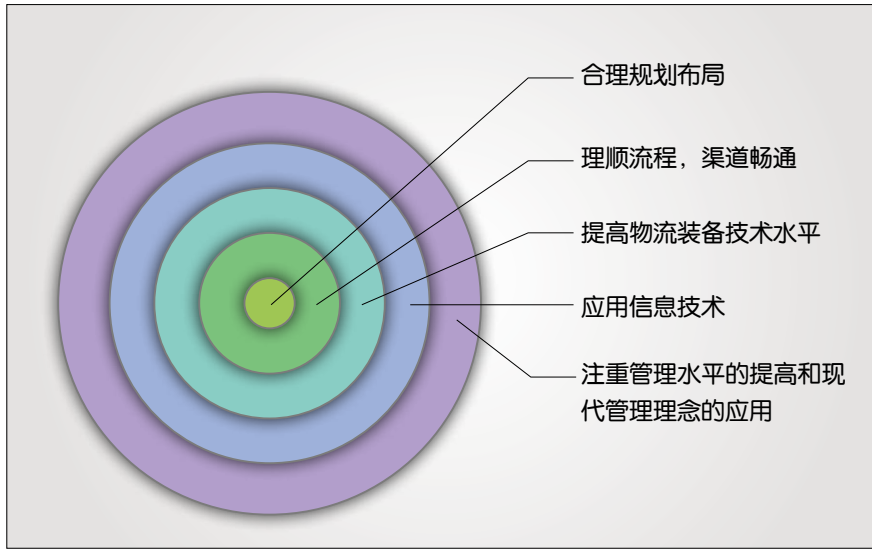 合理规划布局
理顺流程，渠道畅通
提高物流装备技术水平
应用信息技术
注重管理水平的提高和现
代管理理念的应用